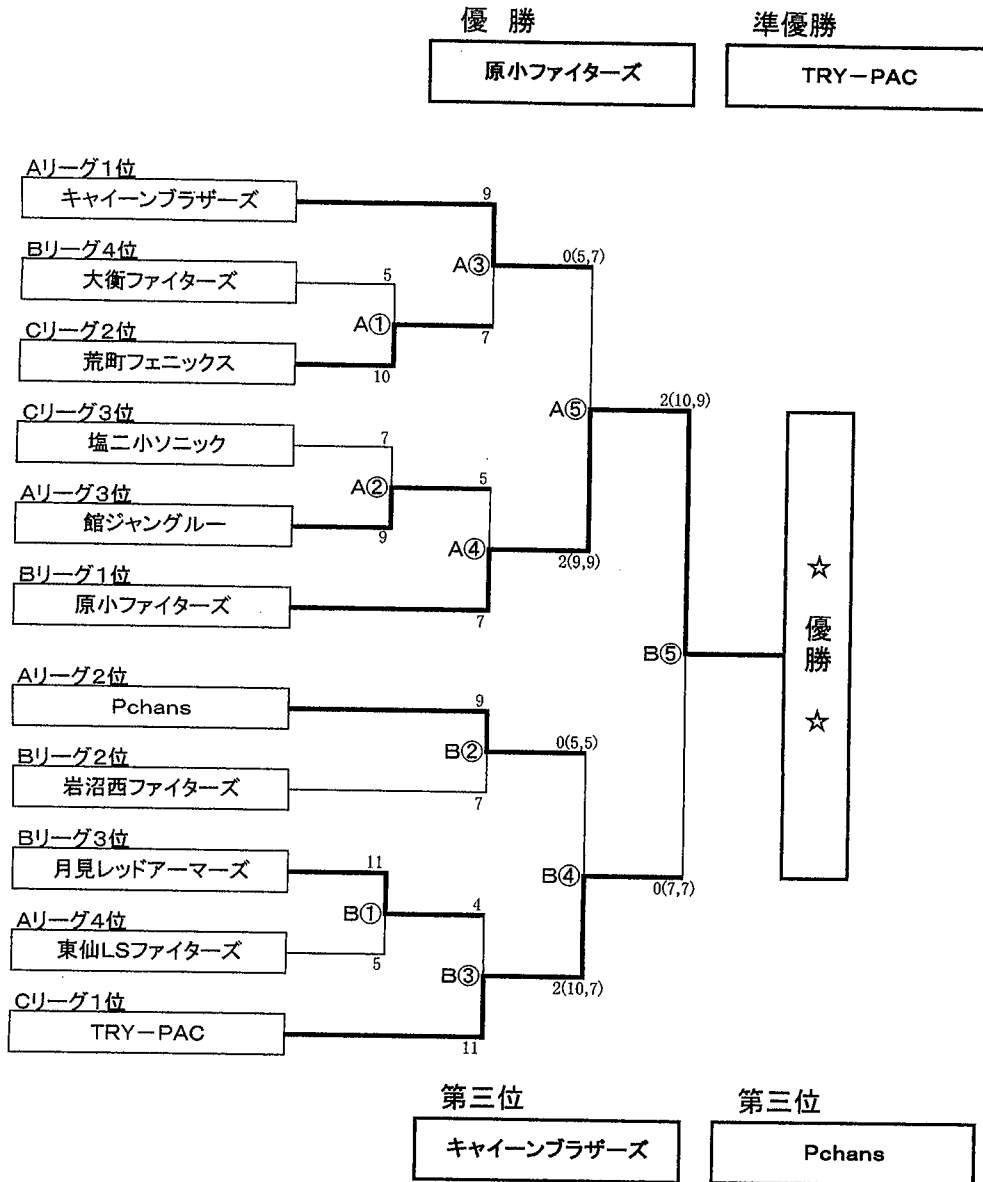 優 勝
準優勝
原小ファイターズ
TRY－PAC
Aリーグ1位
キャイーンブラザーズ
9
Bリーグ4位
大衡ファイターズ
5
A③
0(5,7)
A①
7
Cリーグ2位
荒町フェニックス
10
Cリーグ3位
塩二小ソニック
7
A⑤
2(10,9)
A②
5
Aリーグ3位
館ジャングルー
9
A④
2(9,9)
Bリーグ1位
原小ファイターズ
7
☆
優
勝
☆
B⑤
Aリーグ2位
Pchans
9
B②
0(5,5)
Bリーグ2位
岩沼西ファイターズ
7
Bリーグ3位
月見レッドアーマーズ
11
B④
0(7,7)
B①
4
Aリーグ4位
東仙LSファイターズ
5
B③
2(10,7)
Cリーグ1位
TRY－PAC
11
第三位
第三位
キャイーンブラザーズ
Pchans